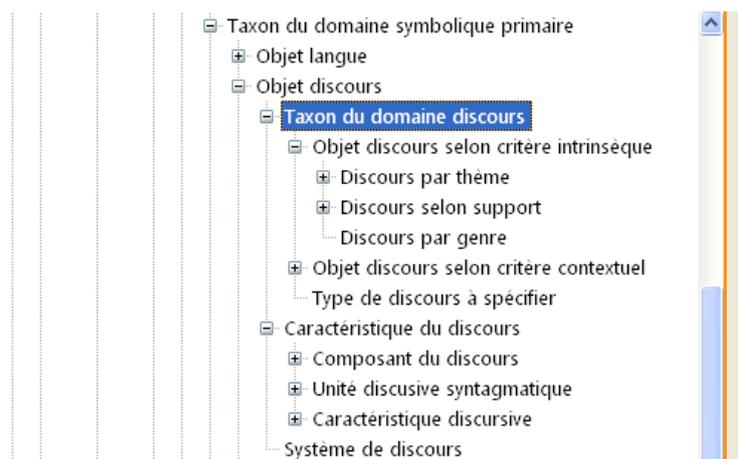 Taxon du domaine symbolique primaire
Objet langue
Objet discours
Taxon du domaine discours
Objet discours selon critère intrinsèque
Discours par thème
Discours selon support
Discours par genre
Objet discours selon critère contextuel
Type de discours à spécifier
Caractéristique du discours
Composant du discours
Unité discusive syntagmatique
Caractéristique discursive
Système de discours